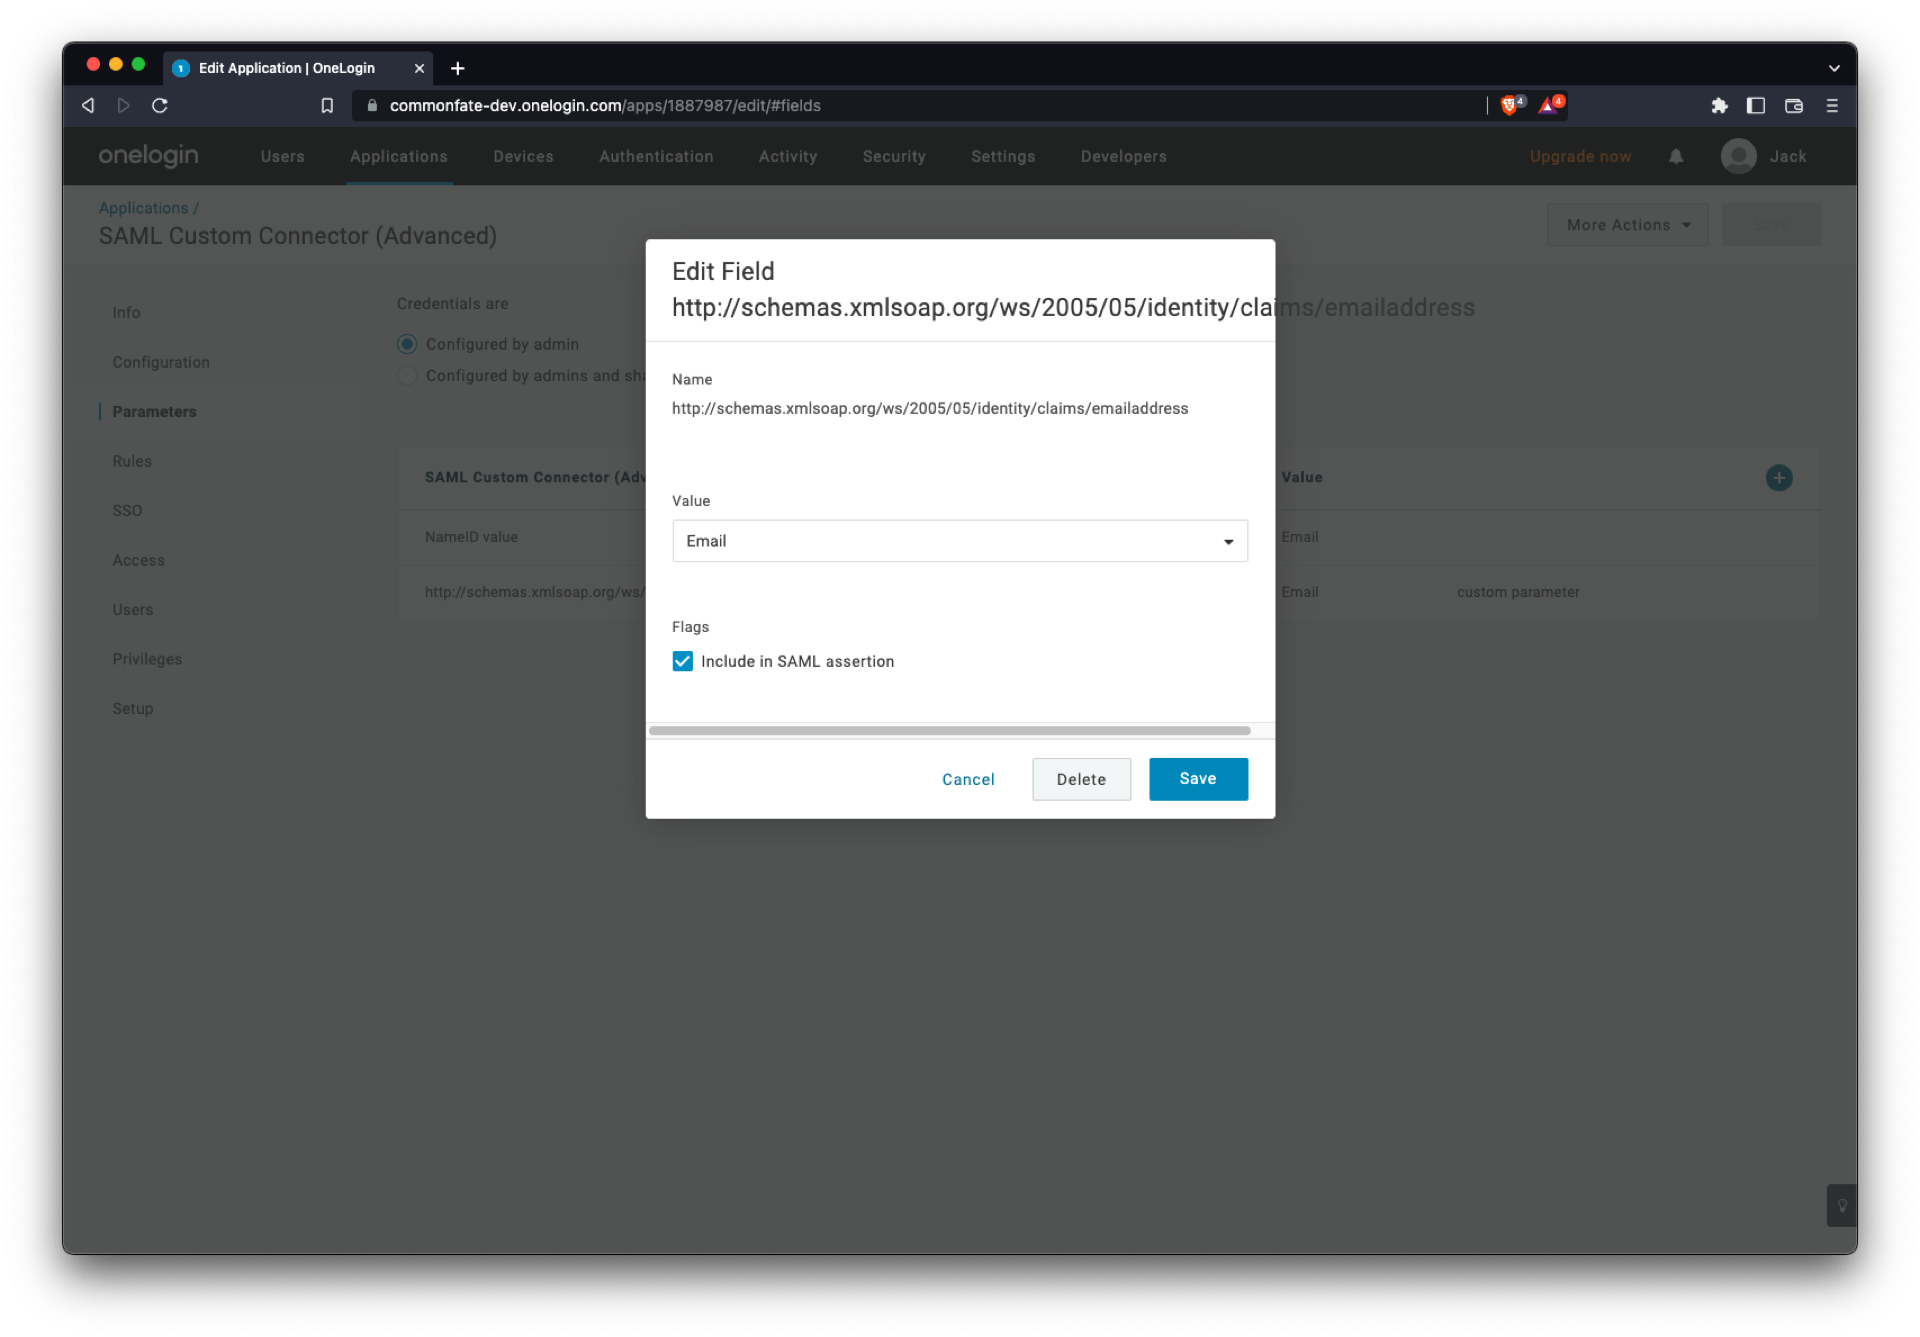 Edit Application | OneLogin
commonfate-dev.onelogin.com/apps/1887987/edit/#fields
4
4
onelogin
Users
Applications
Devices
Authentication
Activity
Security
Settings
Developers
Upgrade now
Jack
Applications /
SAML Custom Connector (Advanced)
More Actions
Save
Info
Configuration
Parameters
Rules
SSO
Access
Users
Privileges
Setup
Credentials are
Configured by admin
Configured by admins and sha
SAML Custom Connector (Adv
Value
NameID value
Email
http://schemas.xmlsoap.org/ws/
Email
custom parameter
Edit Field
http://schemas.xmlsoap.org/ws/2005/05/identity/claims/emailaddress
Name
http://schemas.xmlsoap.org/ws/2005/05/identity/claims/emailaddress
Value
Email
Flags
Include in SAML assertion
Cancel
Delete
Save